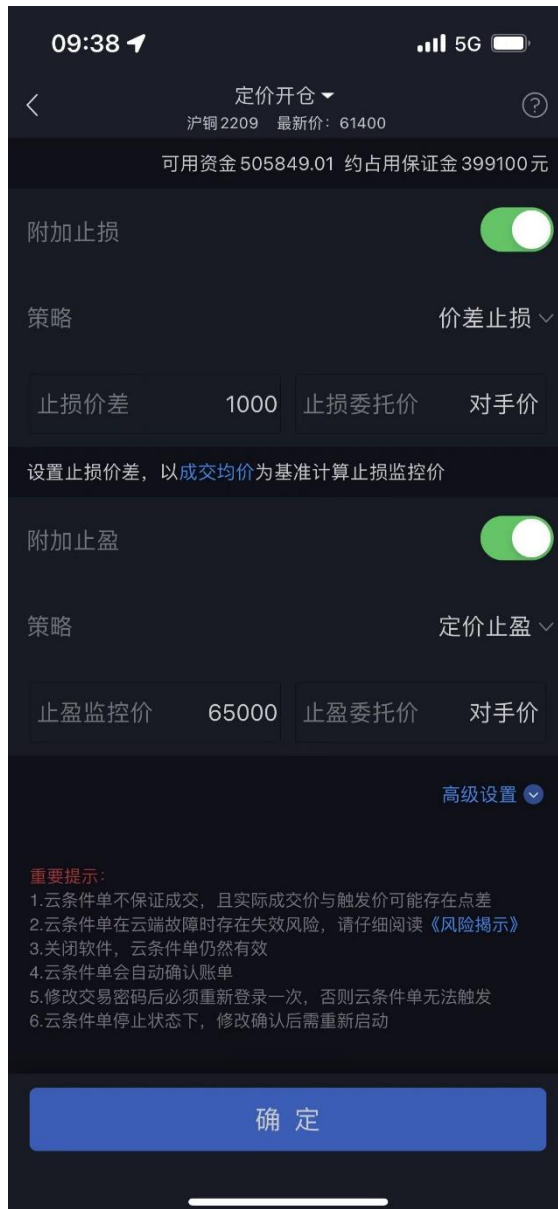 09:38 5G
定价开仓
沪铜2209 最新价：61400
可用资金505849.01 约占用保证金399100元
附加止损
策略 价差止损
止损价差 1000 止损委托价 对手价
设置止损价差，以成交均价为基准计算止损监控价
附加止盈
策略 定价止盈
止盈监控价 65000 止盈委托价 对手价
高级设置
重要提示：
1.云条件单不保证成交，且实际成交价与触发价可能存在点差
2.云条件单在云端故障时存在失效风险，请仔细阅读《风险揭示》
3.关闭软件，云条件单仍然有效
4.云条件单会自动确认账单
5.修改交易密码后必须重新登录一次，否则云条件单无法触发
6.云条件单停止状态下，修改确认后需重新启动
确 定